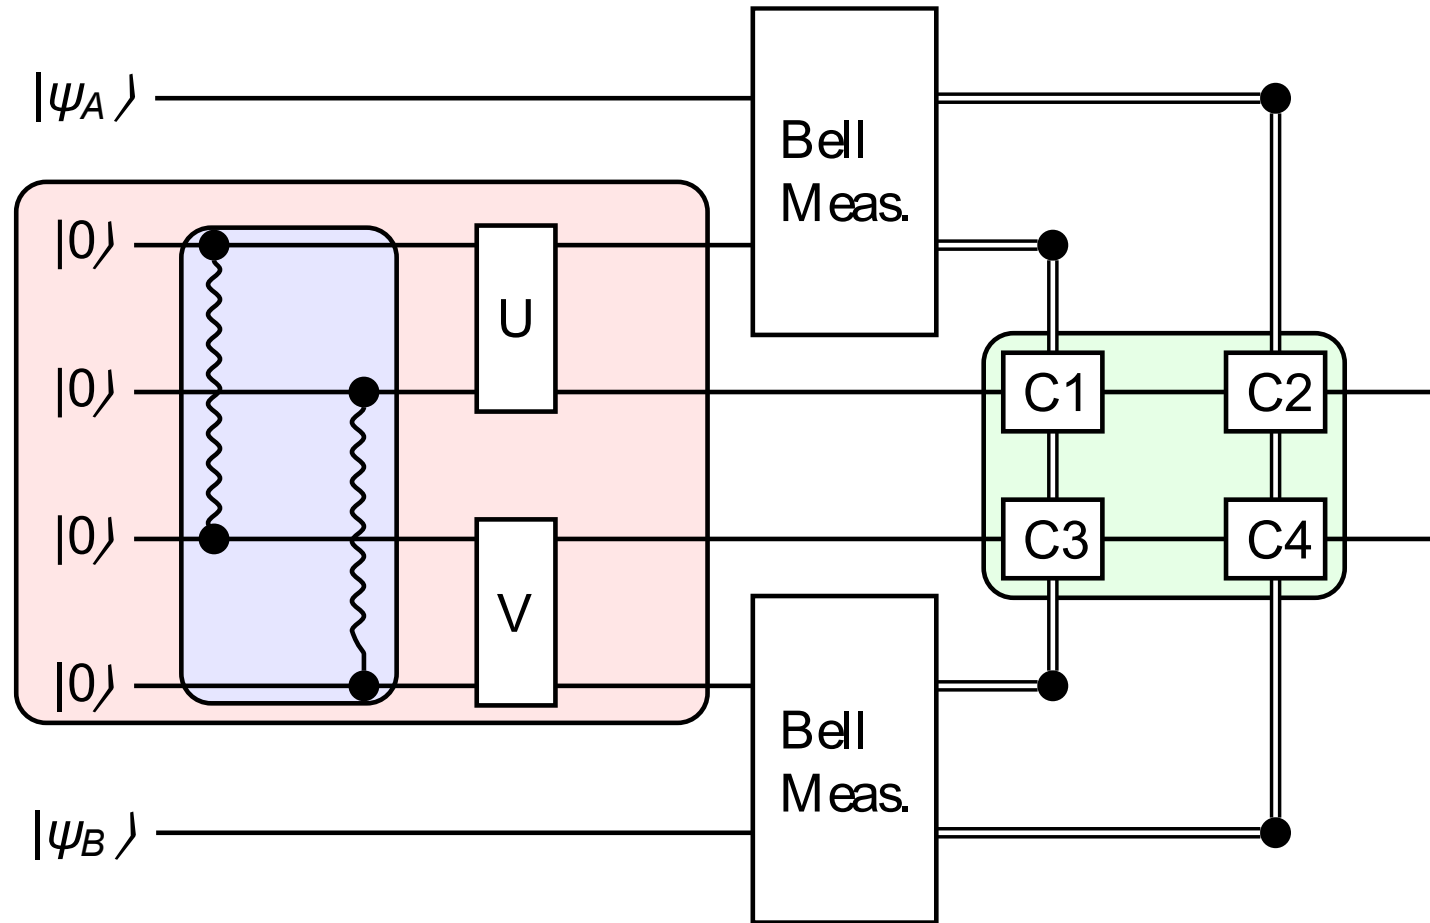 |ψA⟩
Bell
Meas.
|0⟩
U
|0⟩
C1 C2
|0⟩
C3 C4
V
|0⟩
Bell
Meas.
|ψB⟩